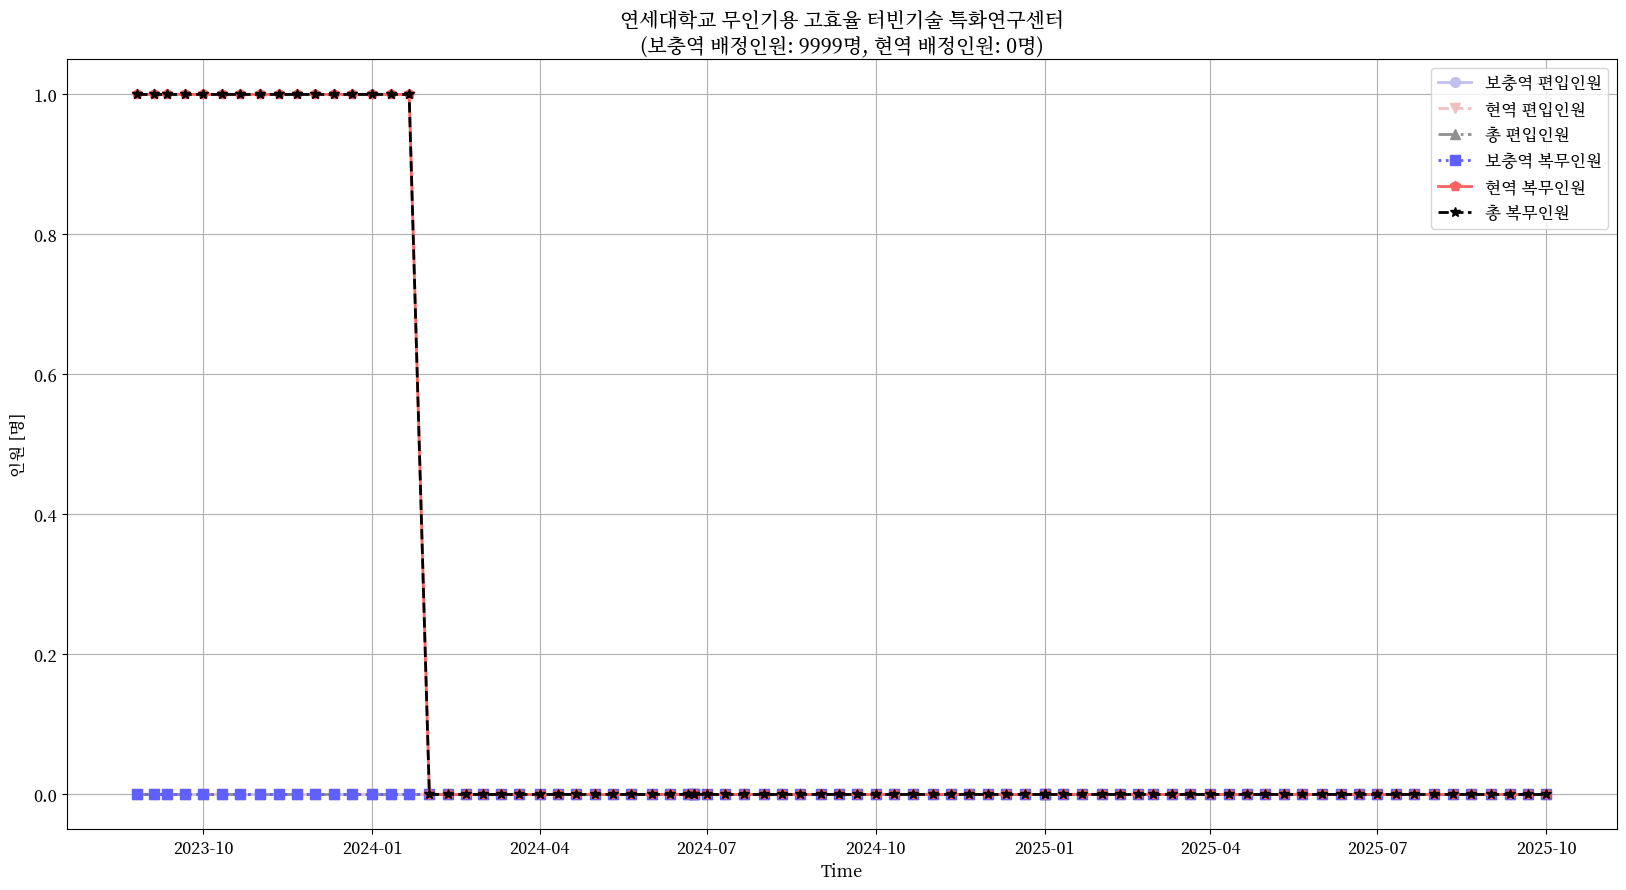 연세대학교 무인기용 고효율 터빈기술 특화연구센터
(보충역 배정인원: 9999명, 현역 배정인원: 0명)
보충역 편입인원
현역 편입인원
총 편입인원
보충역 복무인원
현역 복무인원
총 복무인원
1.0
0.8
0.6
0.4
0.2
0.0
인원 [명]
2023-10
2024-01
2024-04
2024-07
2024-10
2025-01
2025-04
2025-07
2025-10
Time